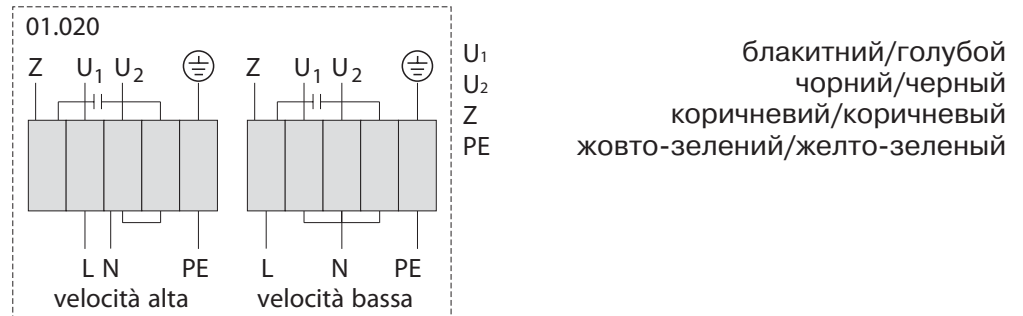 01.020
Z U1 U2 Z U1 U2
L N PE L N PE
velocità alta velocità bassa
U1 блакитний/голубой
U2 чорний/черный
Z коричневий/коричневый
PE жовто-зелений/желто-зеленый